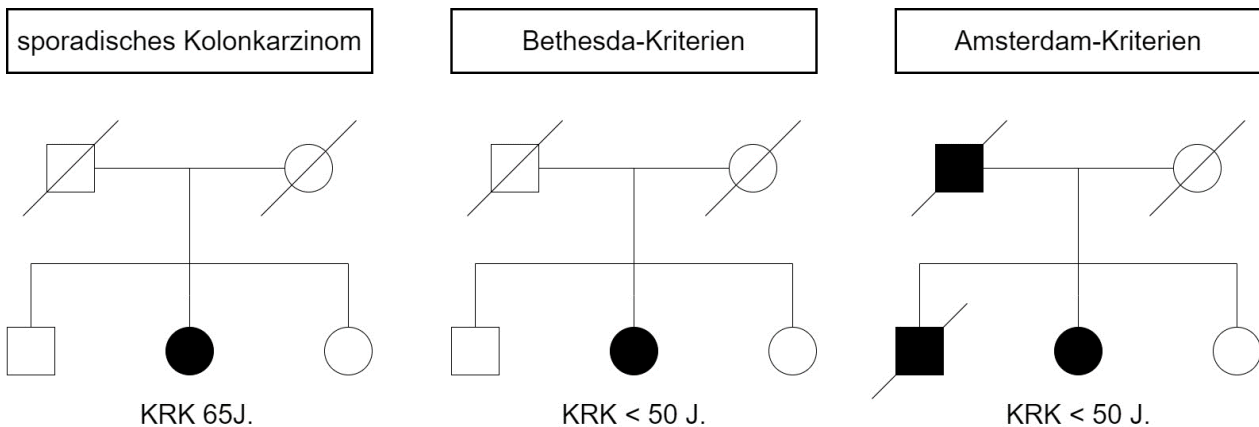 sporadisches Kolonkarzinom
Bethesda-Kriterien
Amsterdam-Kriterien
KRK 65J.
KRK < 50 J.
KRK < 50 J.